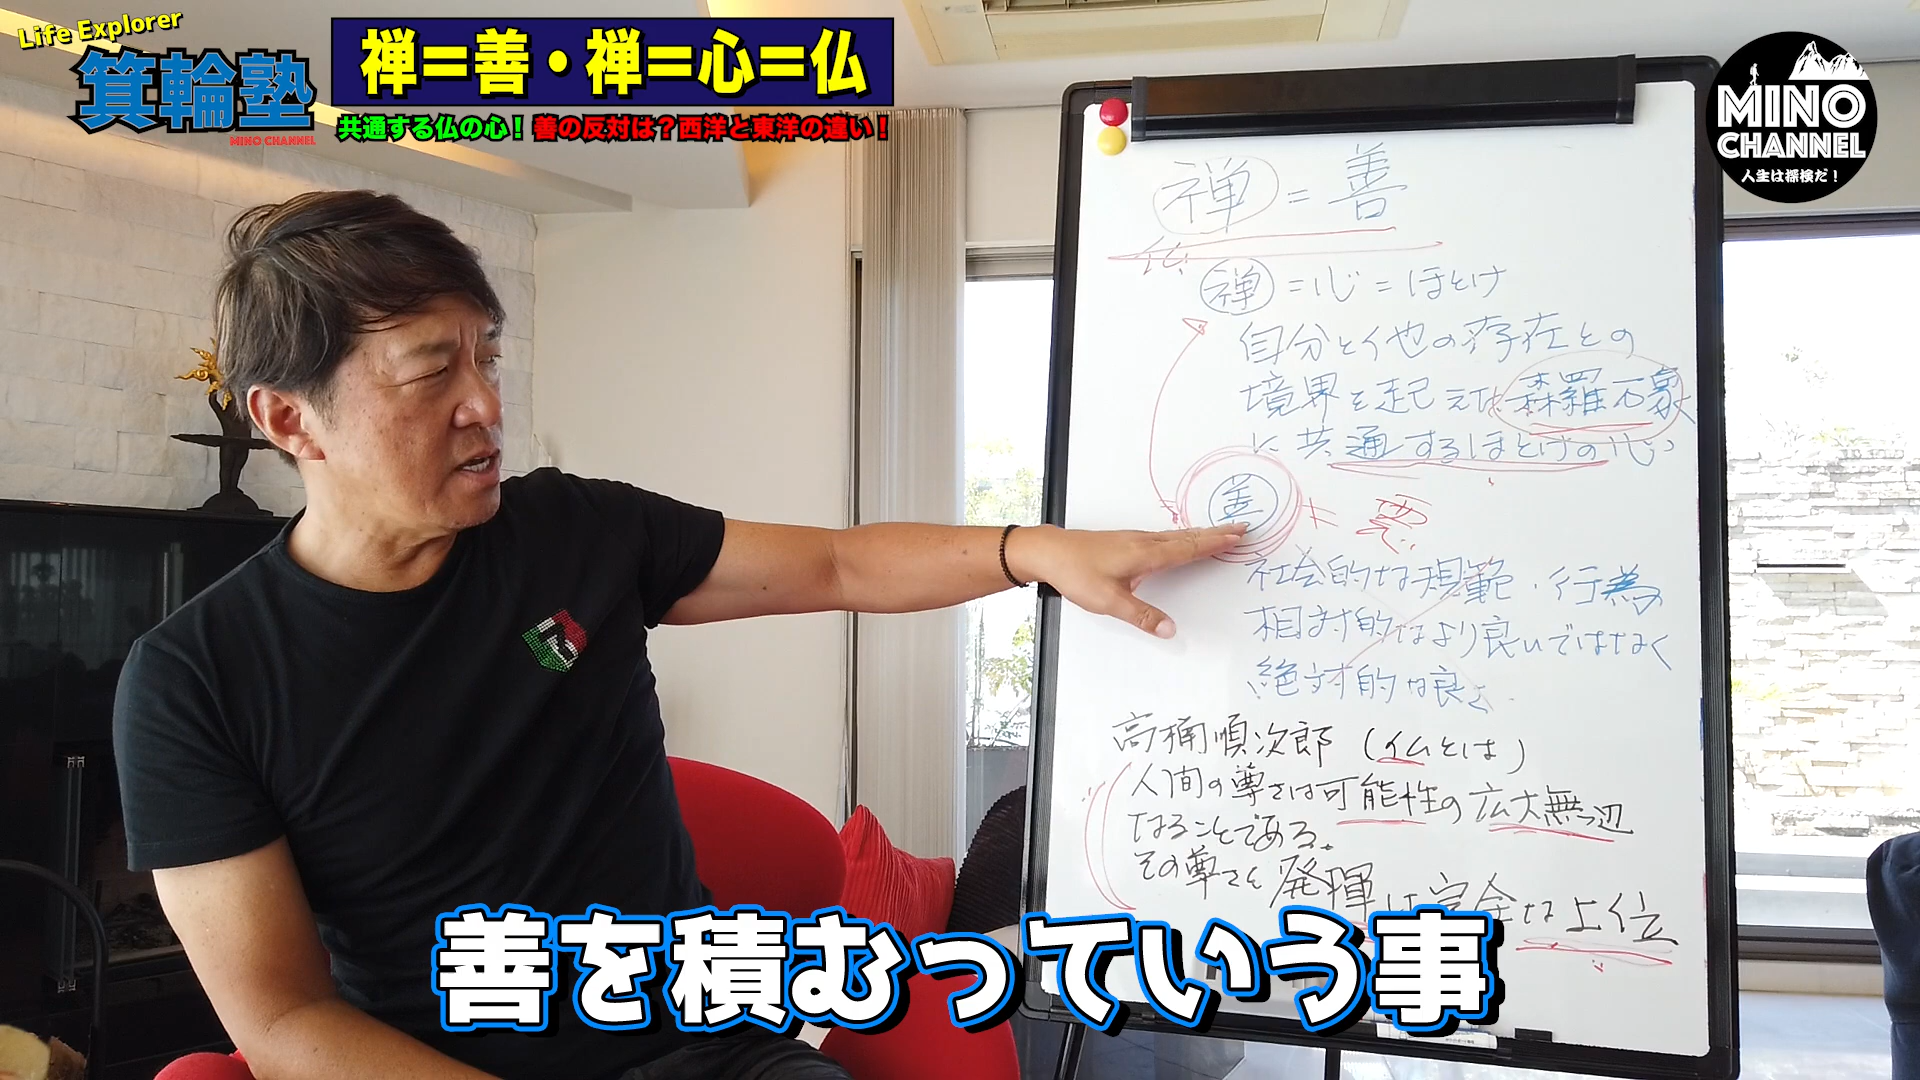 Life Explorer
箕輪塾
MINO CHANNEL
禅=善・禅=心=仏
共通する仏の心!善の反対は?西洋と東洋の違い!
MINO
CHANNEL
人生は探検だ!
禅 = 善
仏
禅 = 心 = ほとけ
自分と他の存在との
境界を起えた森羅万象
に共通するほとけの心
善 ≠ 悪
社会的な規範・行為
相対的なより良いではなく
絶対的な良さ
高楠順次郎(仏とは)
人間の尊さは可能性の広大無辺
なることである。
その尊さを発揮した完全な上位
善を積むっていう事